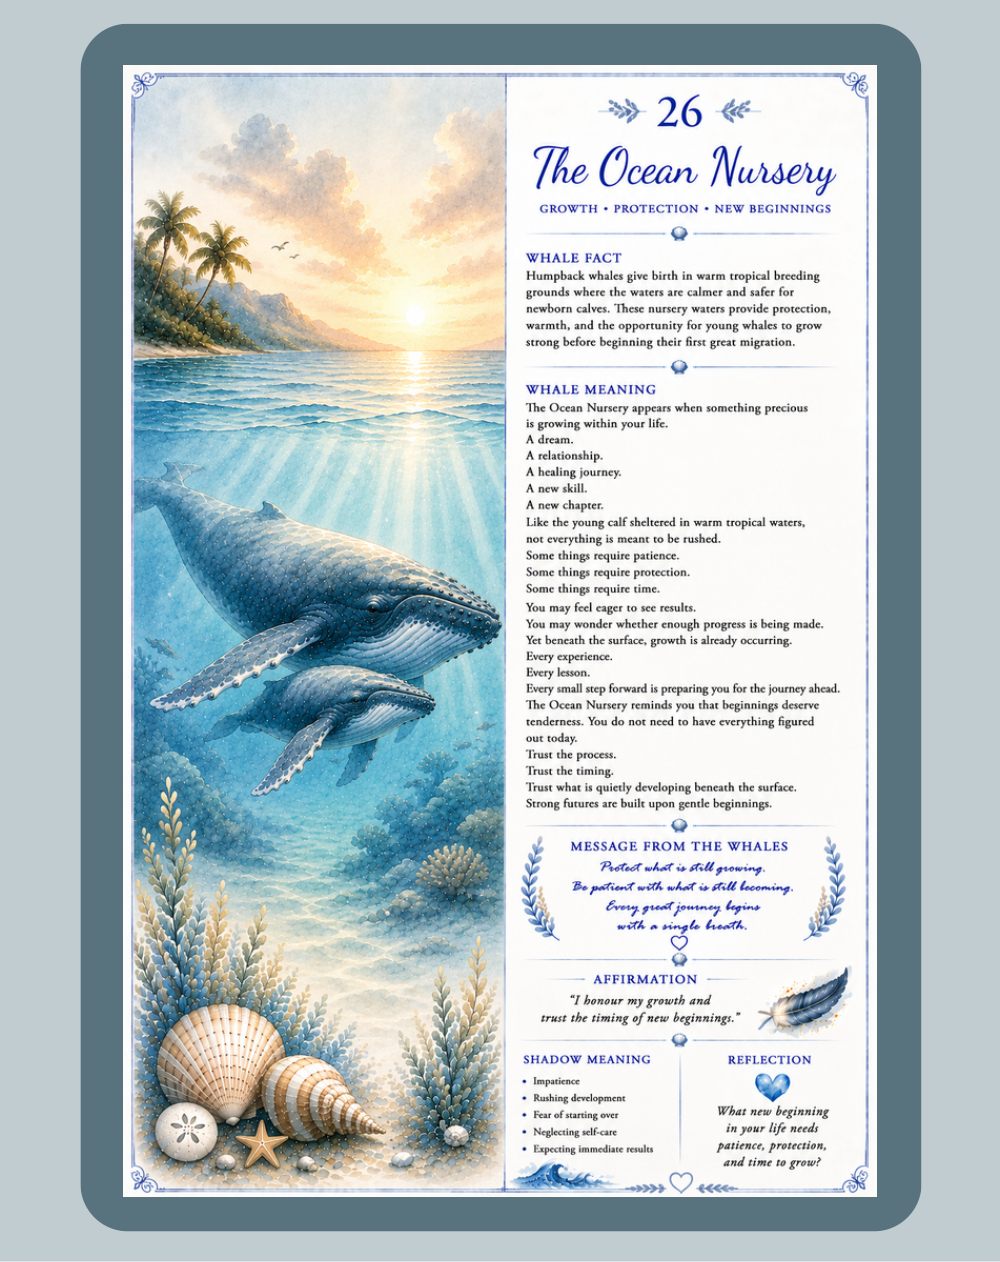 26
The Ocean Nursery
GROWTH • PROTECTION • NEW BEGINNINGS
WHALE FACT
Humpback whales give birth in warm tropical breeding
grounds where the waters are calmer and safer for
newborn calves. These nursery waters provide protection,
warmth, and the opportunity for young whales to grow
strong before beginning their first great migration.
WHALE MEANING
The Ocean Nursery appears when something precious
is growing within your life.
A dream.
A relationship.
A healing journey.
A new skill.
A new chapter.
Like the young calf sheltered in warm tropical waters,
not everything is meant to be rushed.
Some things require patience.
Some things require protection.
Some things require time.
You may feel eager to see results.
You may wonder whether enough progress is being made.
Yet beneath the surface, growth is already occurring.
Every experience.
Every lesson.
Every small step forward is preparing you for the journey ahead.
The Ocean Nursery reminds you that beginnings deserve
tenderness. You do not need to have everything figured
out today.
Trust the process.
Trust the timing.
Trust what is quietly developing beneath the surface.
Strong futures are built upon gentle beginnings.
MESSAGE FROM THE WHALES
Protect what is still growing.
Be patient with what is still becoming.
Every great journey begins
with a single breath.
AFFIRMATION
“I honour my growth and
trust the timing of new beginnings.”
SHADOW MEANING
• Impatience
• Rushing development
• Fear of starting over
• Neglecting self-care
• Expecting immediate results
REFLECTION
What new beginning
in your life needs
patience, protection,
and time to grow?